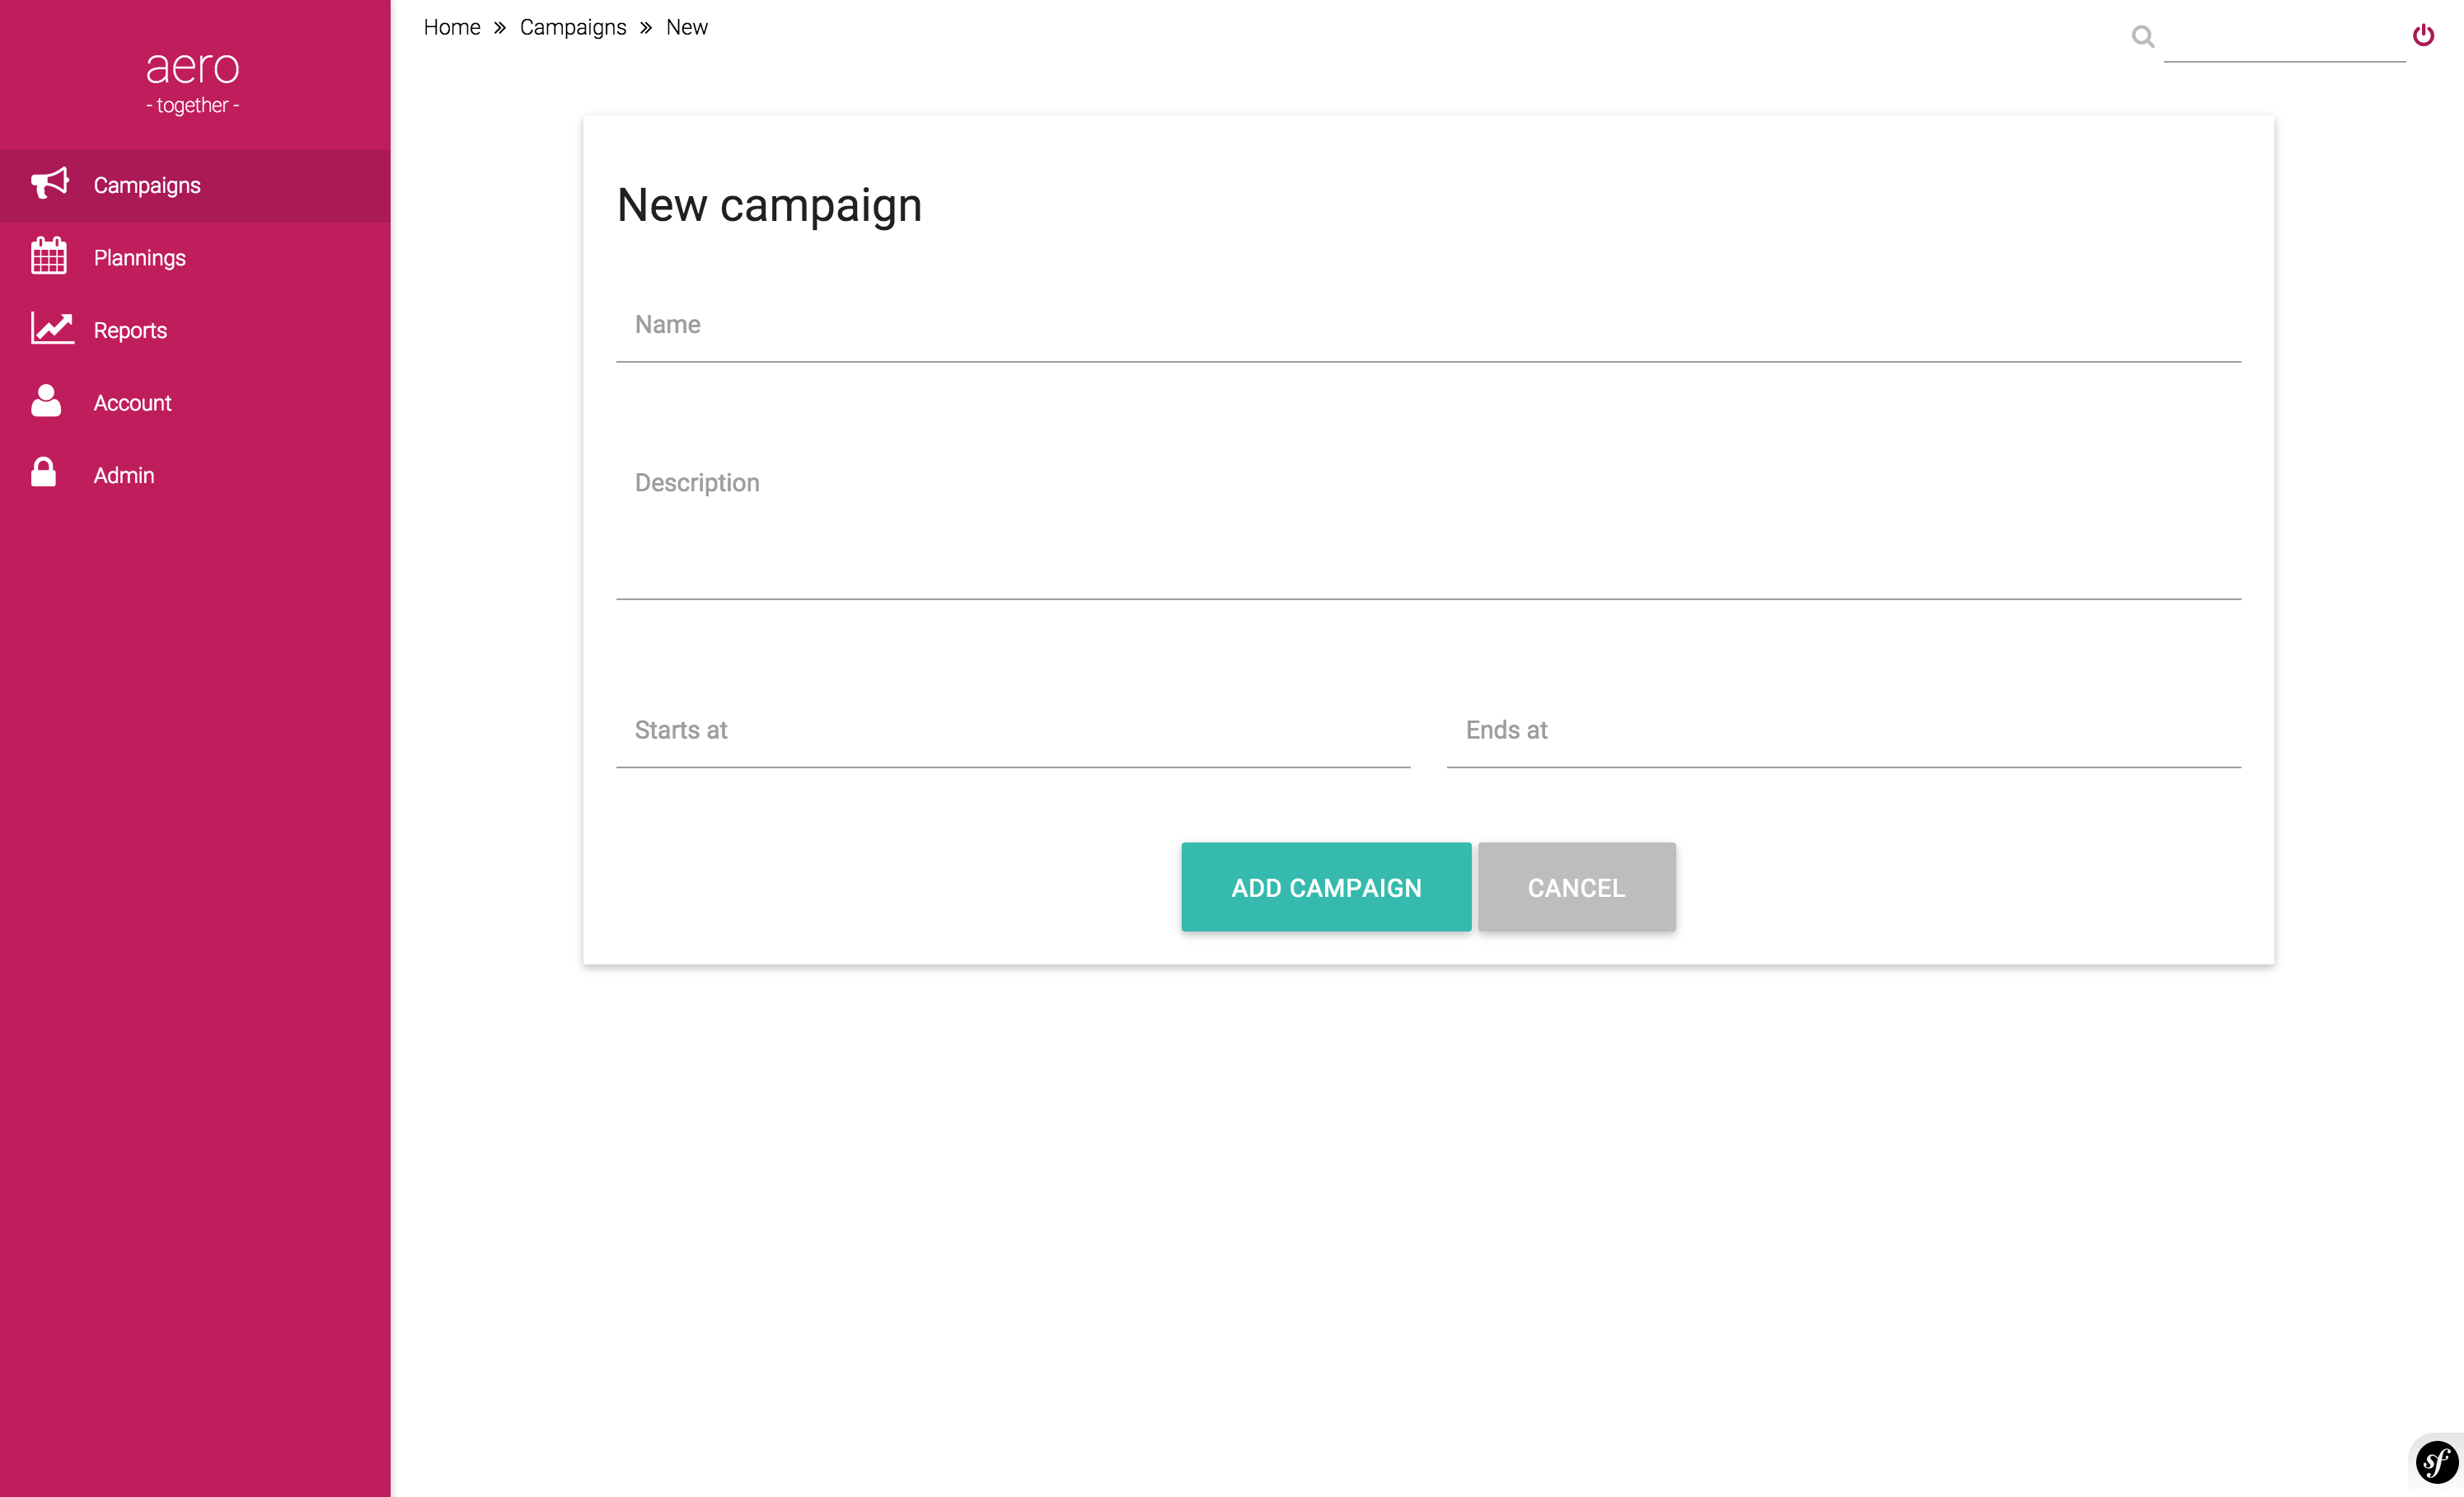 aero
- together -
Campaigns
Plannings
Reports
Account
Admin
Home » Campaigns » New
New campaign
Name
Description
Starts at
Ends at
ADD CAMPAIGN
CANCEL
sf